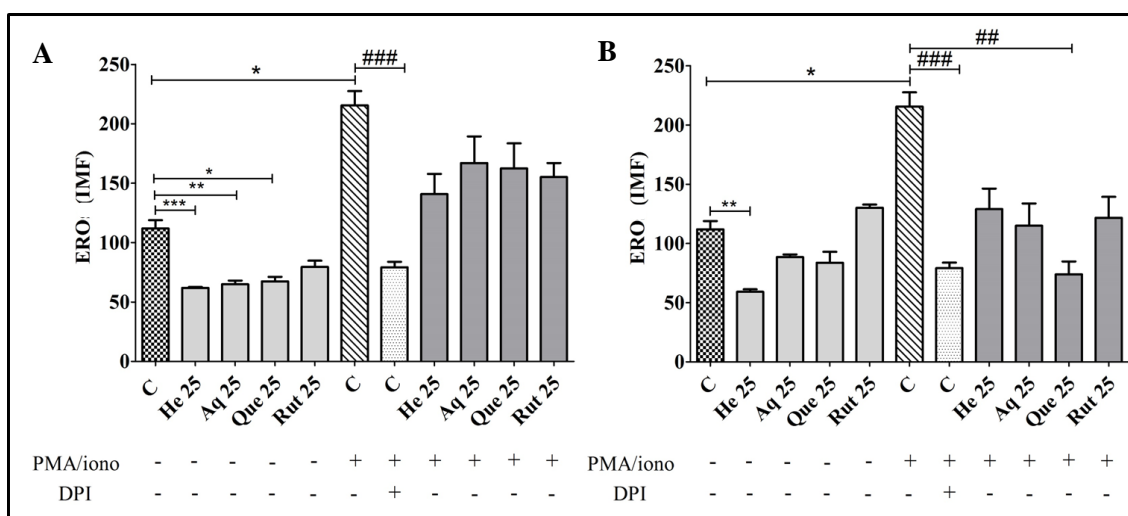 A
ERO (IMF)
250
200
150
100
50
0
*
###
*
**
***
C
He 25
Aq 25
Que 25
Rut 25
C
C
He 25
Aq 25
Que 25
Rut 25
PMA/iono - - - - - + + + + + +
DPI - - - - - - + - - - -
B
ERO (IMF)
250
200
150
100
50
0
##
###
*
**
C
He 25
Aq 25
Que 25
Rut 25
C
C
He 25
Aq 25
Que 25
Rut 25
PMA/iono - - - - - + + + + + +
DPI - - - - - - + - - - -